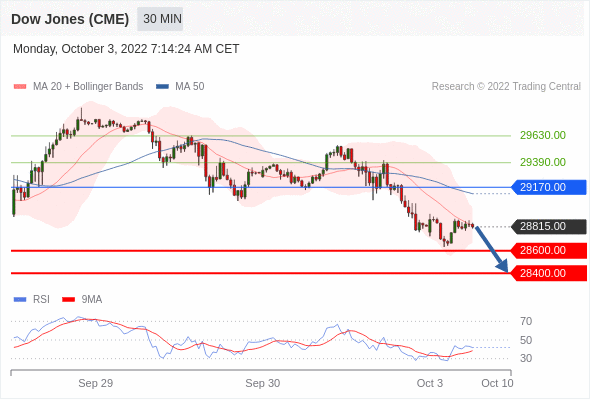 Dow Jones (CME) 30 MIN
Monday, October 3, 2022 7:14:24 AM CET
MA 20 + Bollinger Bands MA 50 Research © 2022 Trading Central
29630.00
29390.00
29170.00
28815.00
28600.00
28400.00
RSI 9MA
70
50
30
Sep 29 Sep 30 Oct 3 Oct 10